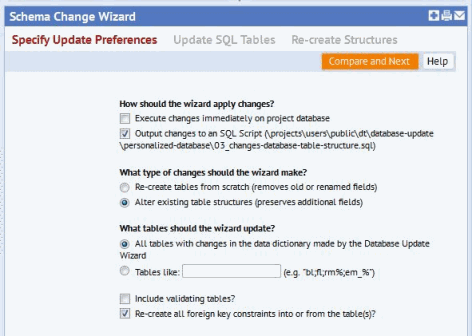 Schema Change Wizard
Specify Update Preferences Update SQL Tables Re-create Structures
Compare and Next Help
How should the wizard apply changes?
Execute changes immediately on project database
Output changes to an SQL Script (\projects\users\public\dt\database-update
\personalized-database\03_changes-database-table-structure.sql)
What type of changes should the wizard make?
Re-create tables from scratch (removes old or renamed fields)
Alter existing table structures (preserves additional fields)
What tables should the wizard update?
All tables with changes in the data dictionary made by the Database Update
Wizard
Tables like: (e.g. "bl;fl;rm%;em_%")
Include validating tables?
Re-create all foreign key constraints into or from the table(s)?